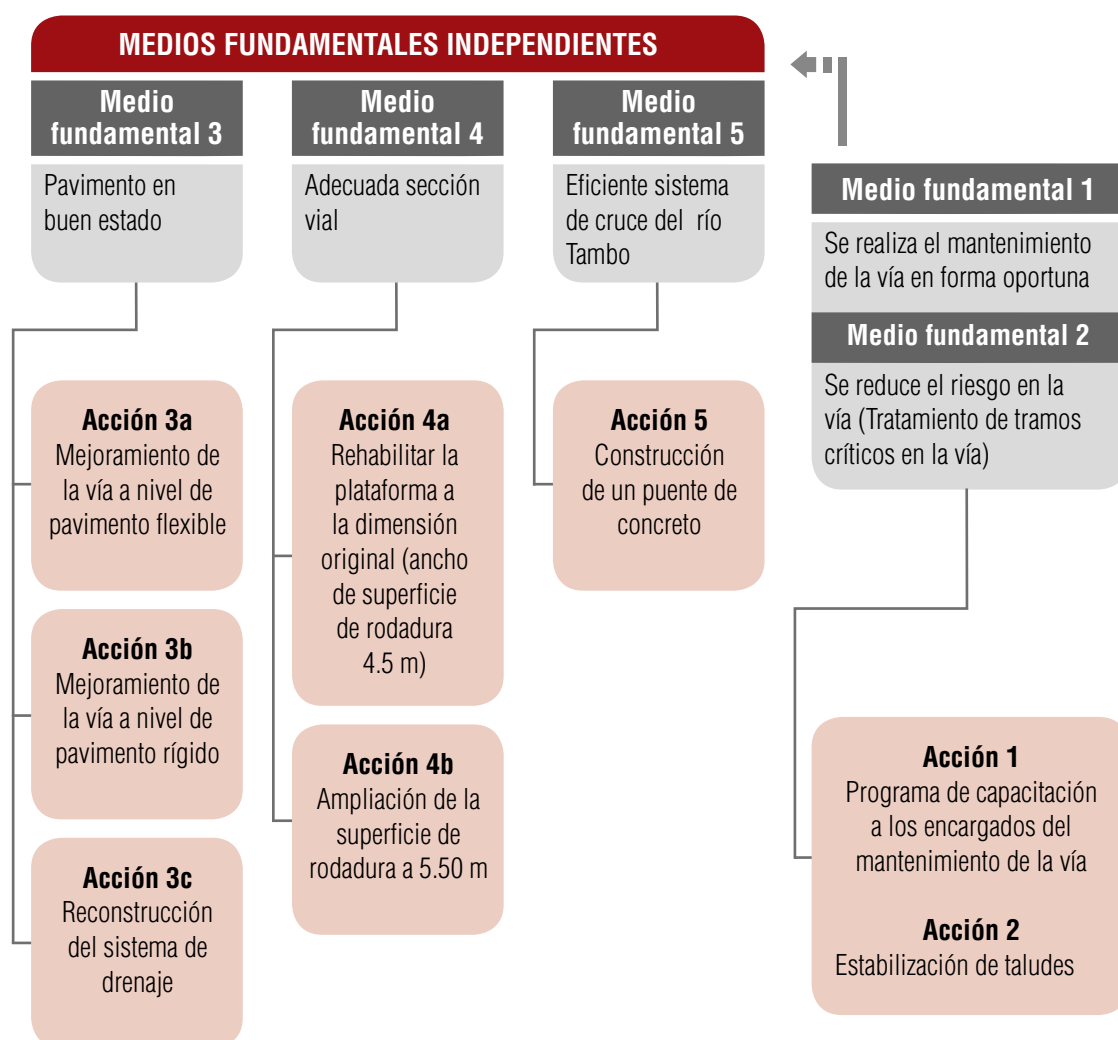 MEDIOS FUNDAMENTALES INDEPENDIENTES
Medio
fundamental 3
Pavimento en
buen estado
Acción 3a
Mejoramiento de
la vía a nivel de
pavimento flexible
Acción 3b
Mejoramiento de
la vía a nivel de
pavimento rígido
Acción 3c
Reconstrucción
del sistema de
drenaje
Medio
fundamental 4
Adecuada sección
vial
Acción 4a
Rehabilitar la
plataforma a
la dimensión
original (ancho
de superficie
de rodadura
4.5 m)
Acción 4b
Ampliación de la
superficie de
rodadura a 5.50 m
Medio
fundamental 5
Eficiente sistema
de cruce del río
Tambo
Acción 5
Construcción
de un puente de
concreto
Medio fundamental 1
Se realiza el mantenimiento
de la vía en forma oportuna
Medio fundamental 2
Se reduce el riesgo en la
vía (Tratamiento de tramos
críticos en la vía)
Acción 1
Programa de capacitación
a los encargados del
mantenimiento de la vía
Acción 2
Estabilización de taludes